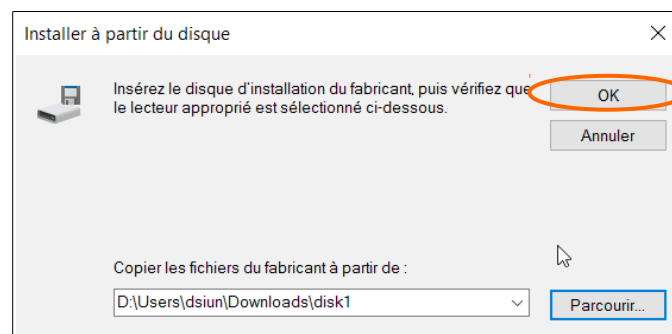 Installer à partir du disque
Insérez le disque d'installation du fabricant, puis vérifiez que
le lecteur approprié est sélectionné ci-dessous.
OK
Annuler
Copier les fichiers du fabricant à partir de :
D:\Users\dsiun\Downloads\disk1
Parcourir...